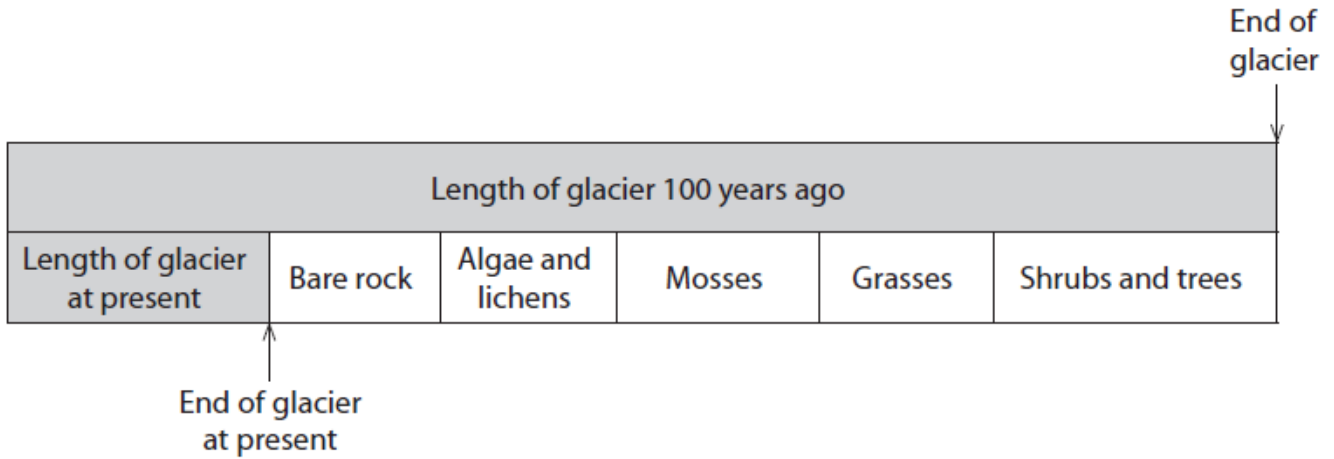 End of
glacier
Length of glacier 100 years ago
Length of glacier
at present
Bare rock
Algae and
lichens
Mosses
Grasses
Shrubs and trees
End of glacier
at present